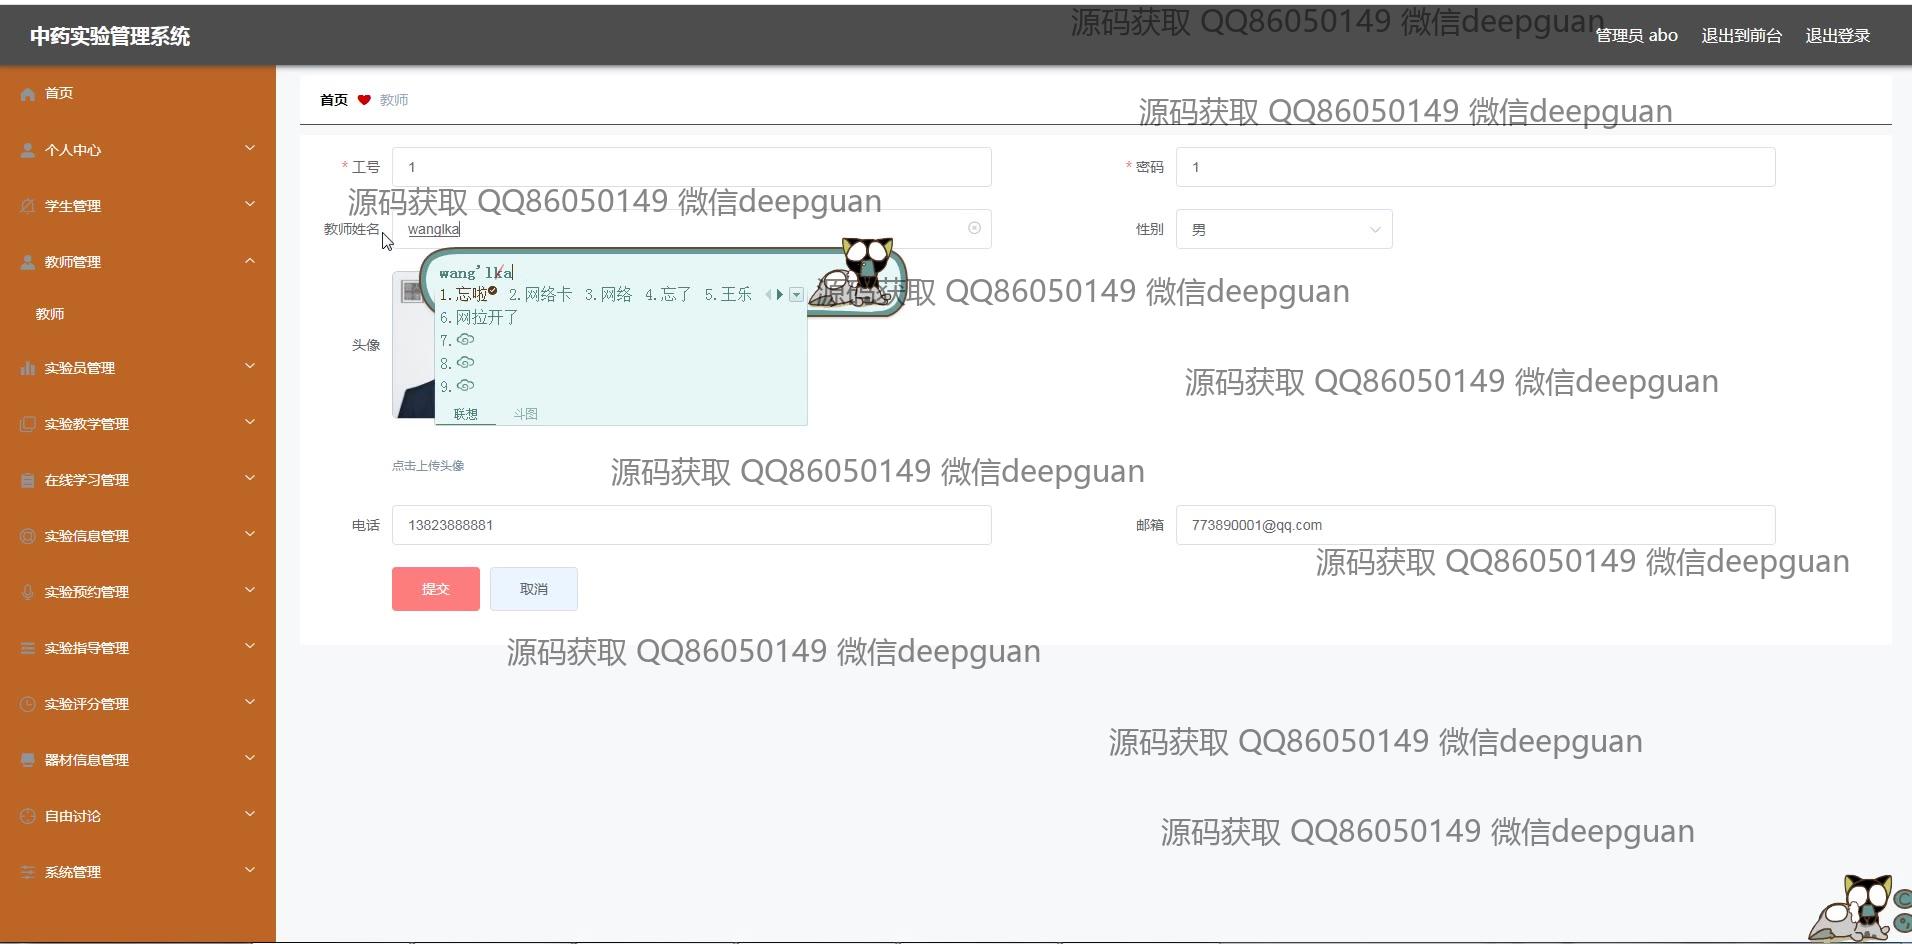 源码获取 QQ86050149 微信deepguan
中药实验管理系统
管理员 abo 退出到前台 退出登录
首页
个人中心
学生管理
教师管理
教师
实验员管理
实验教学管理
在线学习管理
实验信息管理
实验预约管理
实验指导管理
实验评分管理
器材信息管理
自由讨论
系统管理
首页 教师
源码获取 QQ86050149 微信deepguan
* 工号 1
* 密码 1
源码获取 QQ86050149 微信deepguan
教师姓名 wanglka
性别 男
wang'lka
1.忘啦 2.网络卡 3.网络 4.忘了 5.王乐
6.网拉开了
7.
8.
9.
联想 斗图
源码获取 QQ86050149 微信deepguan
头像
源码获取 QQ86050149 微信deepguan
点击上传头像
源码获取 QQ86050149 微信deepguan
电话 13823888881
邮箱 773890001@qq.com
源码获取 QQ86050149 微信deepguan
提交 取消
源码获取 QQ86050149 微信deepguan
源码获取 QQ86050149 微信deepguan
源码获取 QQ86050149 微信deepguan